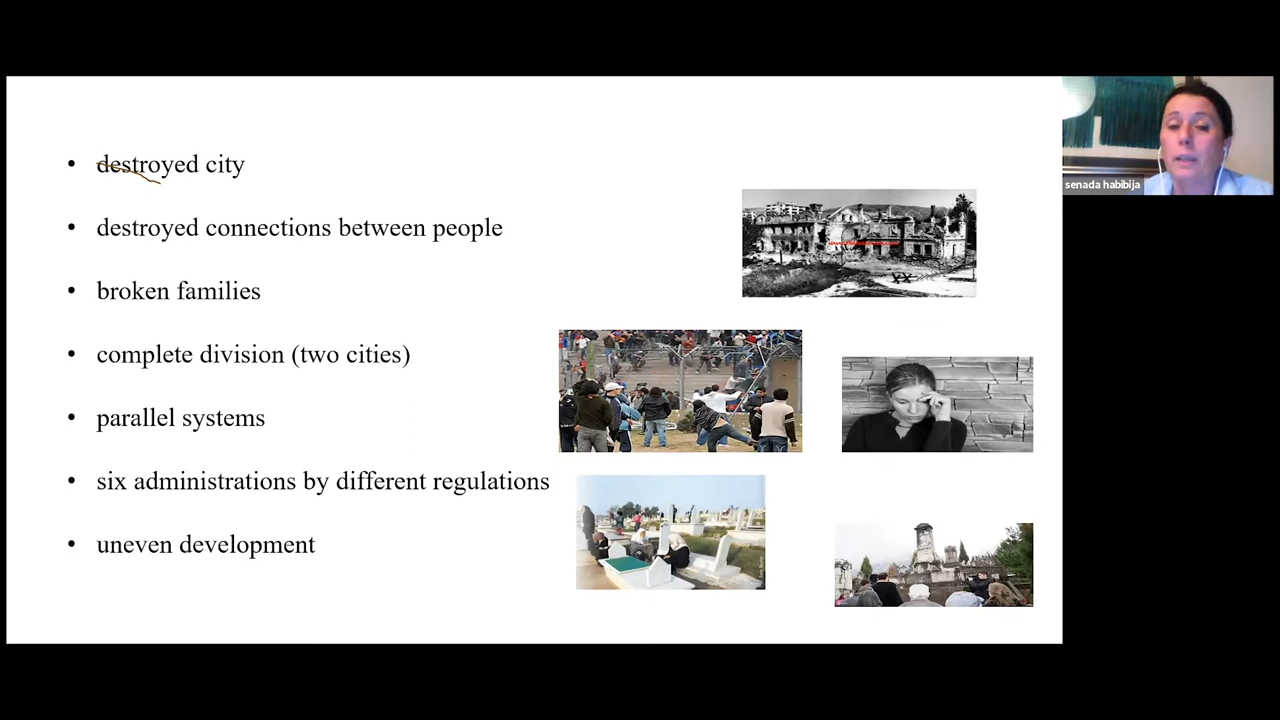 • destroyed city
• destroyed connections between people
• broken families
• complete division (two cities)
• parallel systems
• six administrations by different regulations
• uneven development
senada habibija